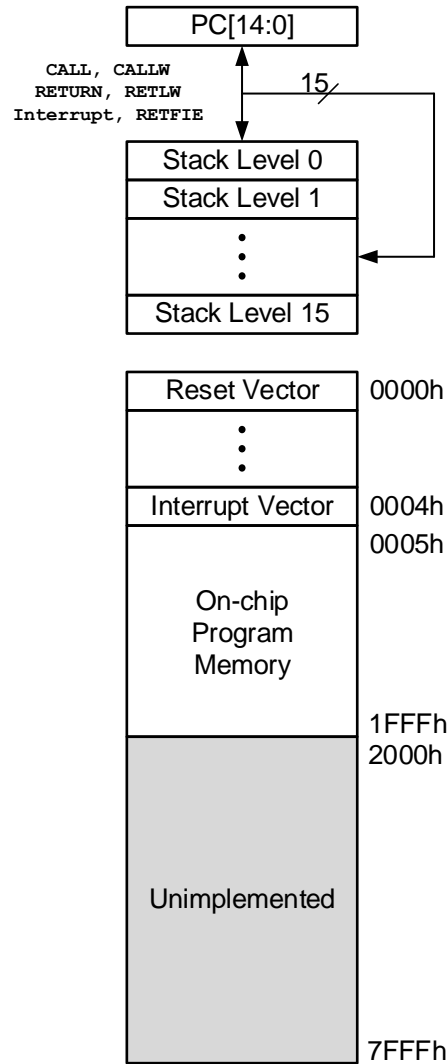 PC[14:0]
CALL, CALLW
RETURN, RETLW
Interrupt, RETFIE
15
Stack Level 0
Stack Level 1
Stack Level 15
Reset Vector
0000h
Interrupt Vector
0004h
0005h
On-chip
Program
Memory
1FFFh
2000h
Unimplemented
7FFFh